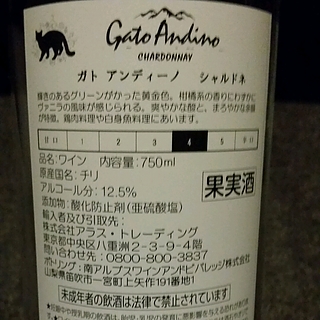 Gato Andino
CHARDONNAY
ガト アンディーノ シャルドネ
輝きのあるグリーンがかった黄金色。柑橘系の香りにわずかに
ヴァニラの風味が感じられる。爽やかな酸と、まろやかな余韻
が特徴。鶏肉料理や白身魚料理にあいます。
甘口 1 2 3 4 5 辛口
品名:ワイン 内容量:750ml
原産国名:チリ
アルコール分:12.5%
果実酒
添加物:酸化防止剤(亜硫酸塩)
輸入者及び引取先:
株式会社アラス・トレーディング
東京都中央区八重洲2-3-9-4階
問い合わせ先:0800-800-3837
ボトリング:南アルプスワインアンドビバレッジ株式会社
山梨県笛吹市一宮町上矢作191番地1
未成年者の飲酒は法律で禁止されています